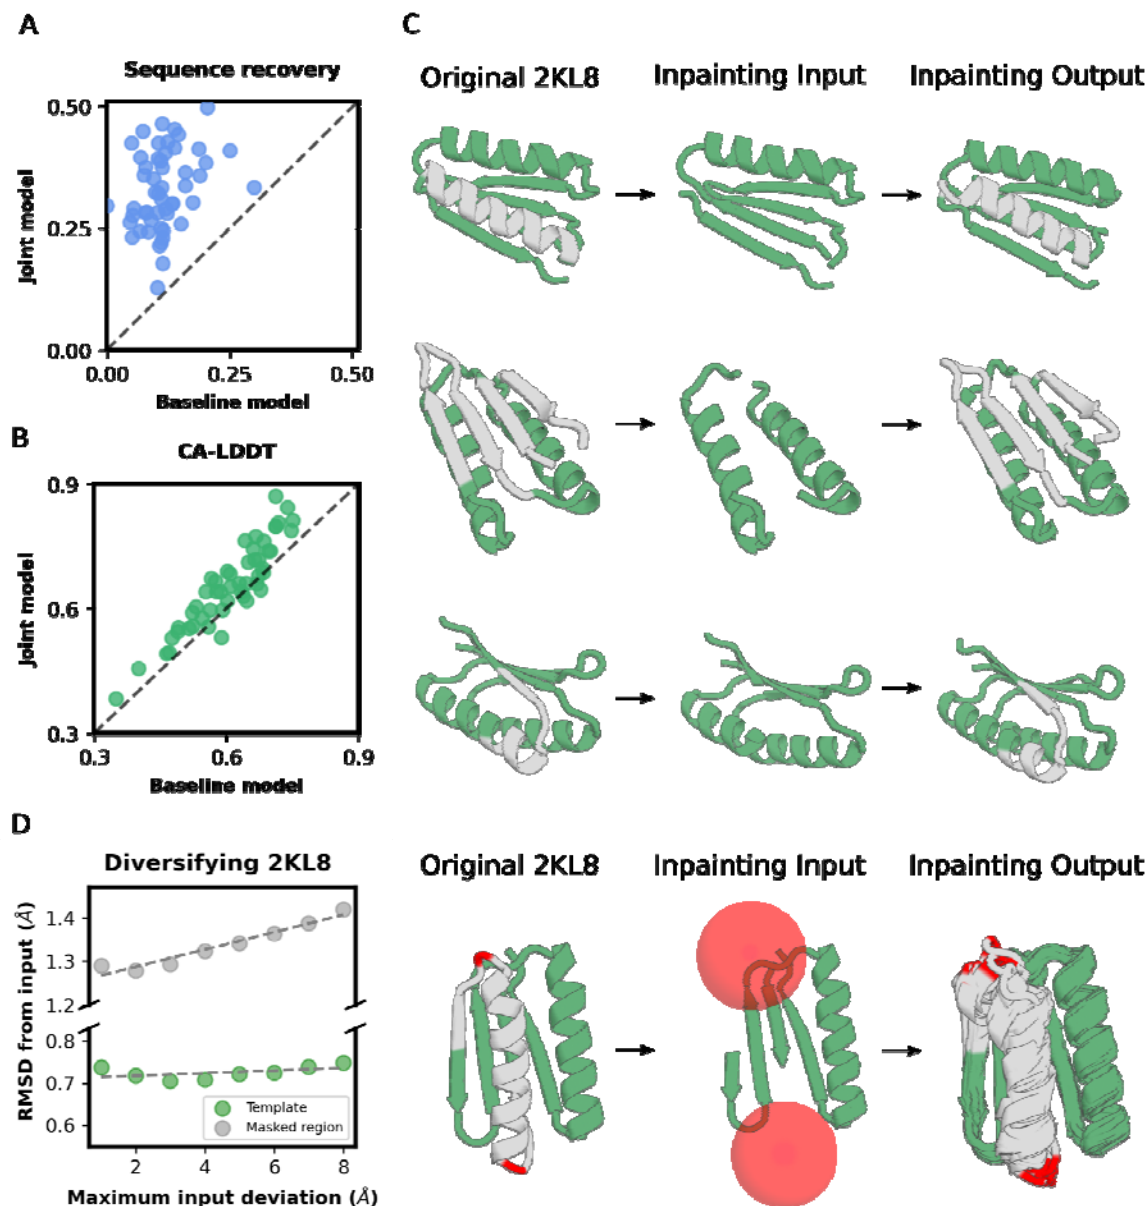 A
Sequence recovery
0.50
0.25
0.00
Joint model
0.00 0.25 0.50
Baseline model
B
CA-LDDT
0.9
0.6
0.3
Joint model
0.3 0.6 0.9
Baseline model
C
Original 2KL8 Inpainting Input Inpainting Output
D
Diversifying 2KL8
1.4
1.3
1.2
0.8
0.7
0.6
RMSD from input (Å)
Template
Masked region
2 4 6 8
Maximum input deviation (Å)
Original 2KL8 Inpainting Input Inpainting Output